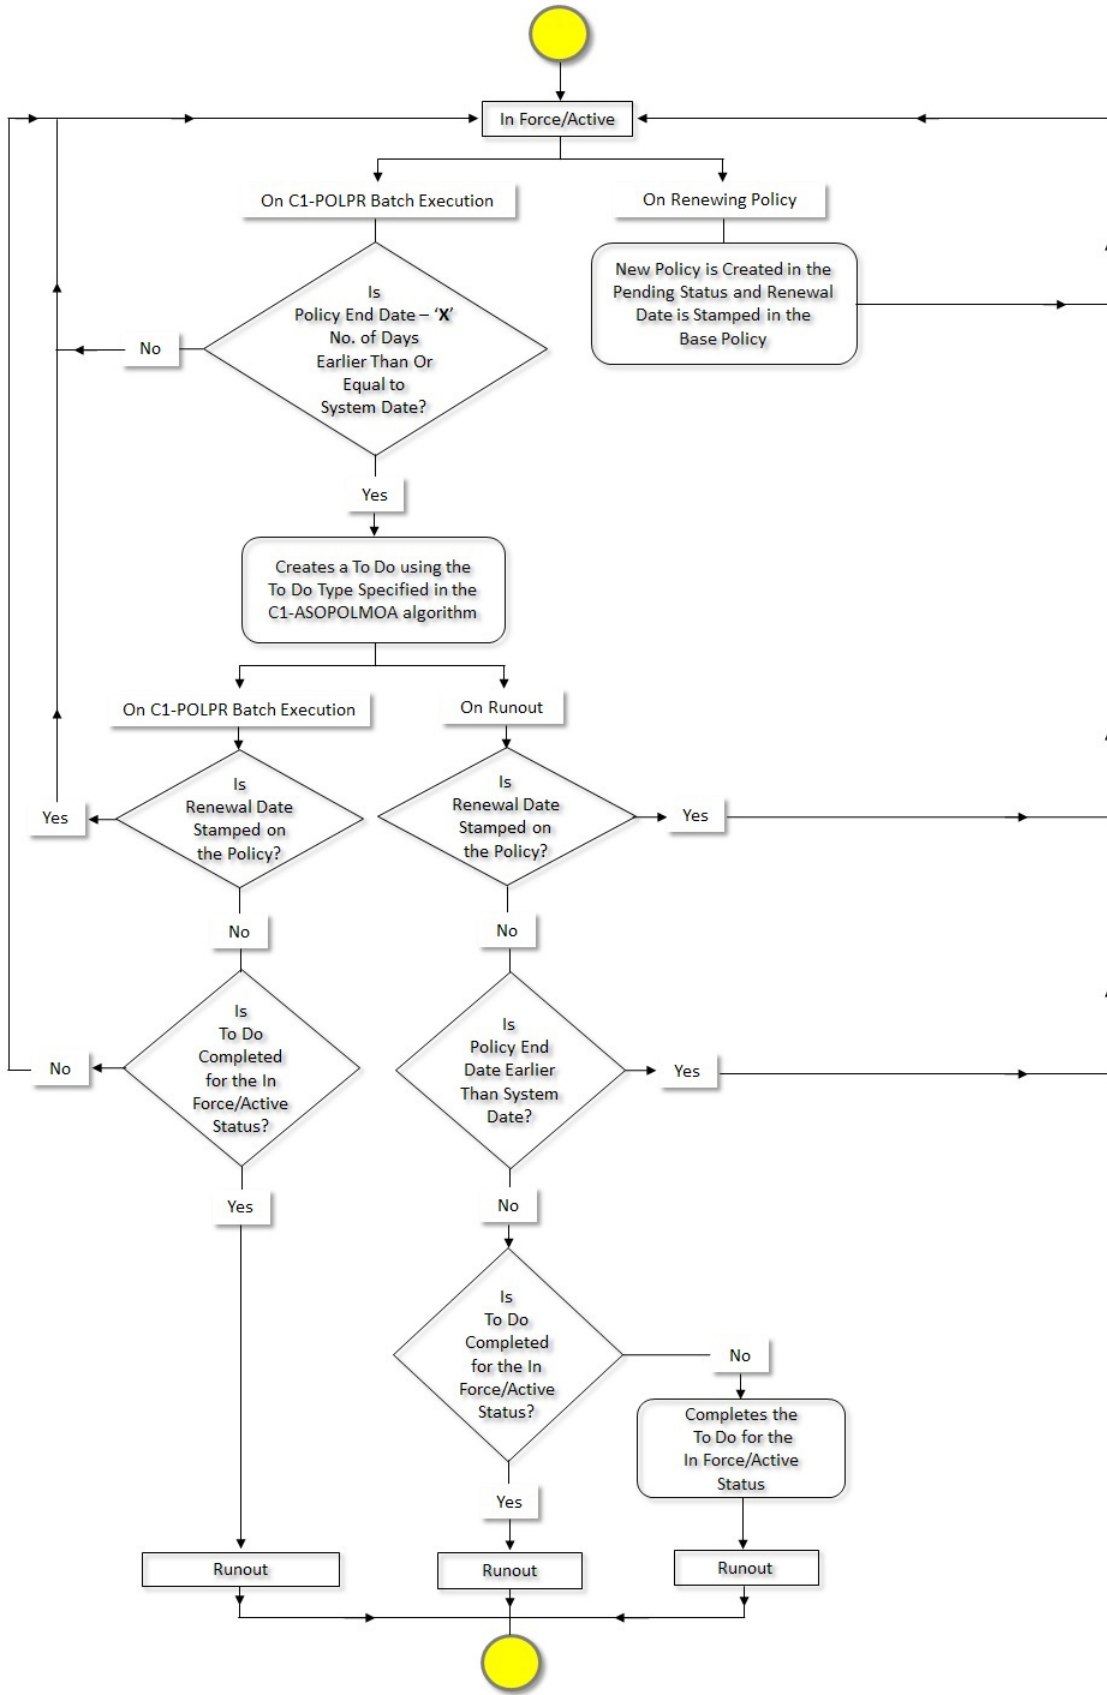 In Force/Active
On C1-POLPR Batch Execution
On Renewing Policy
New Policy is Created in the
Pending Status and Renewal
Date is Stamped in the
Base Policy
Is
Policy End Date – ‘X’
No. of Days
Earlier Than Or
Equal to
System Date?
No
Yes
Creates a To Do using the
To Do Type Specified in the
C1-ASOPOLMOA algorithm
On C1-POLPR Batch Execution
On Runout
Is
Renewal Date
Stamped on
the Policy?
Yes
Is
Renewal Date
Stamped on
the Policy?
Yes
No
No
Is
To Do
Completed
for the In
Force/Active
Status?
No
Is
Policy End
Date Earlier
Than System
Date?
Yes
Yes
No
Is
To Do
Completed
for the In
Force/Active
Status?
No
Completes the
To Do for the
In Force/Active
Status
Yes
Runout
Runout
Runout